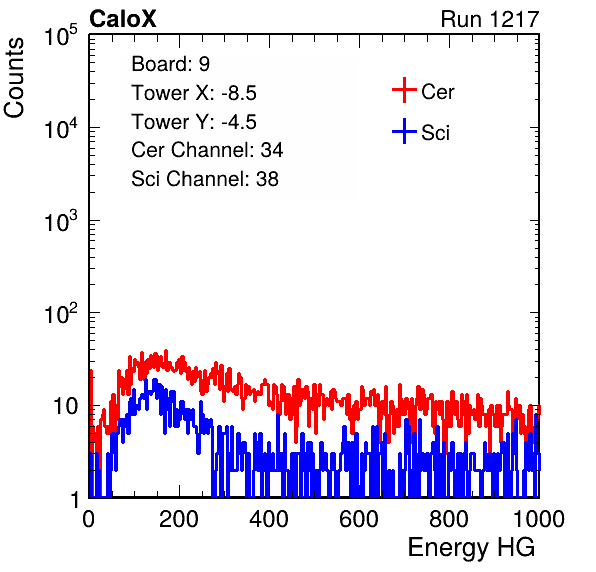 CaloX Run 1217
Counts
10^5
10^4
10^3
10^2
10
1
Board: 9
Tower X: -8.5
Tower Y: -4.5
Cer Channel: 34
Sci Channel: 38
Cer
Sci
0 200 400 600 800 1000
Energy HG